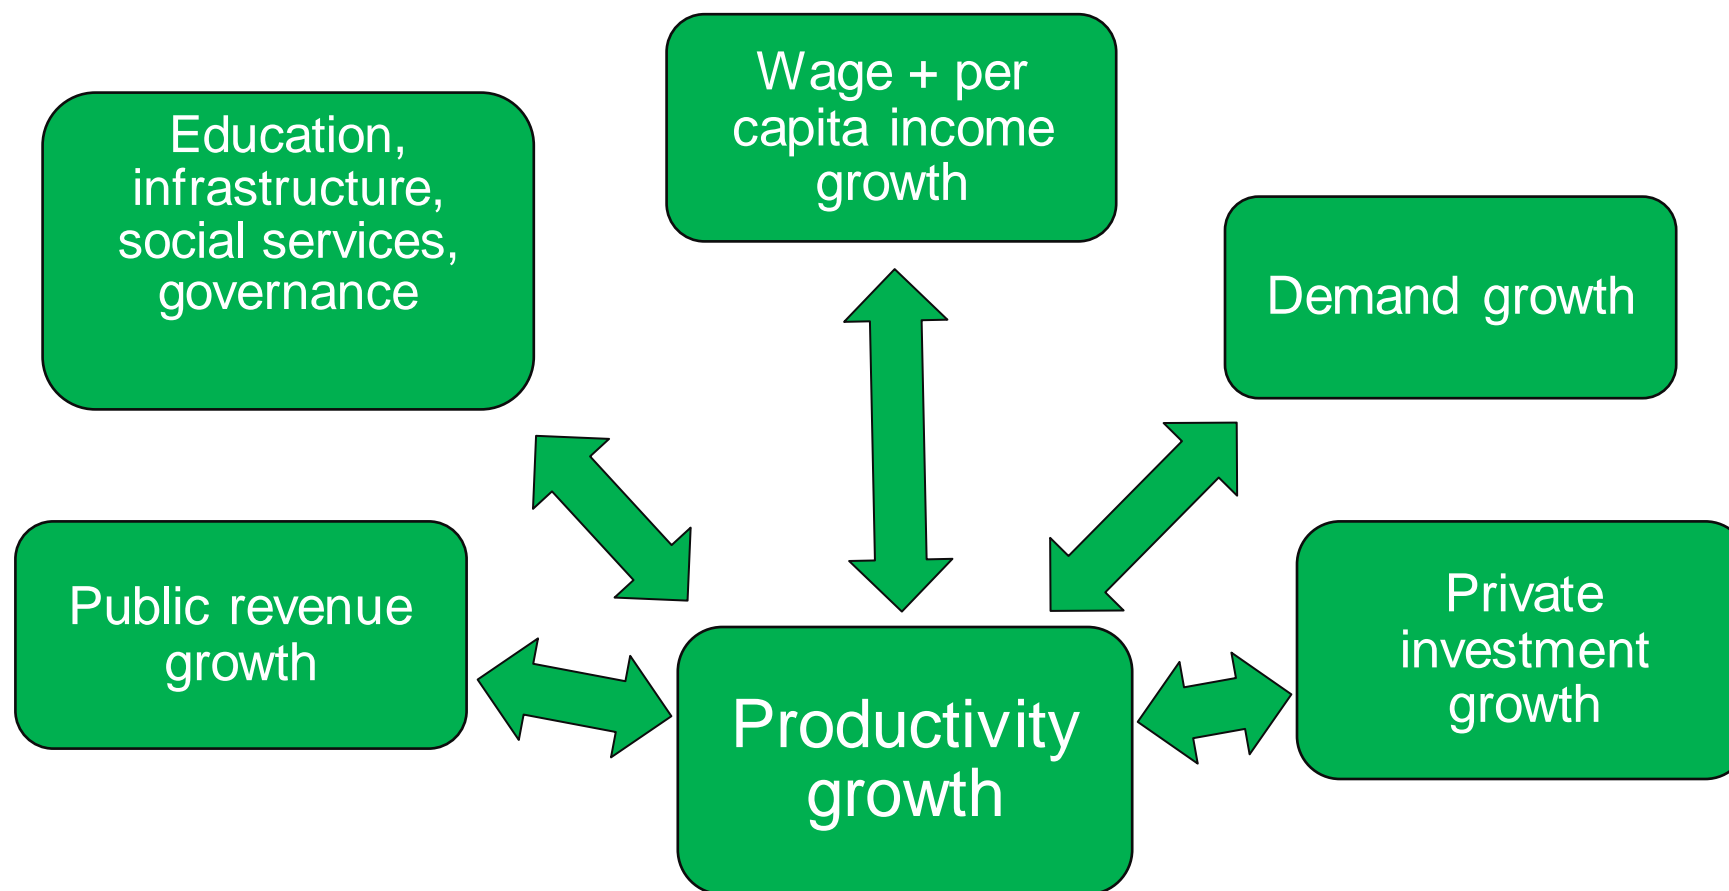 Education,
infrastructure,
social services,
governance
Wage + per
capita income
growth
Demand growth
Public revenue
growth
Productivity
growth
Private
investment
growth